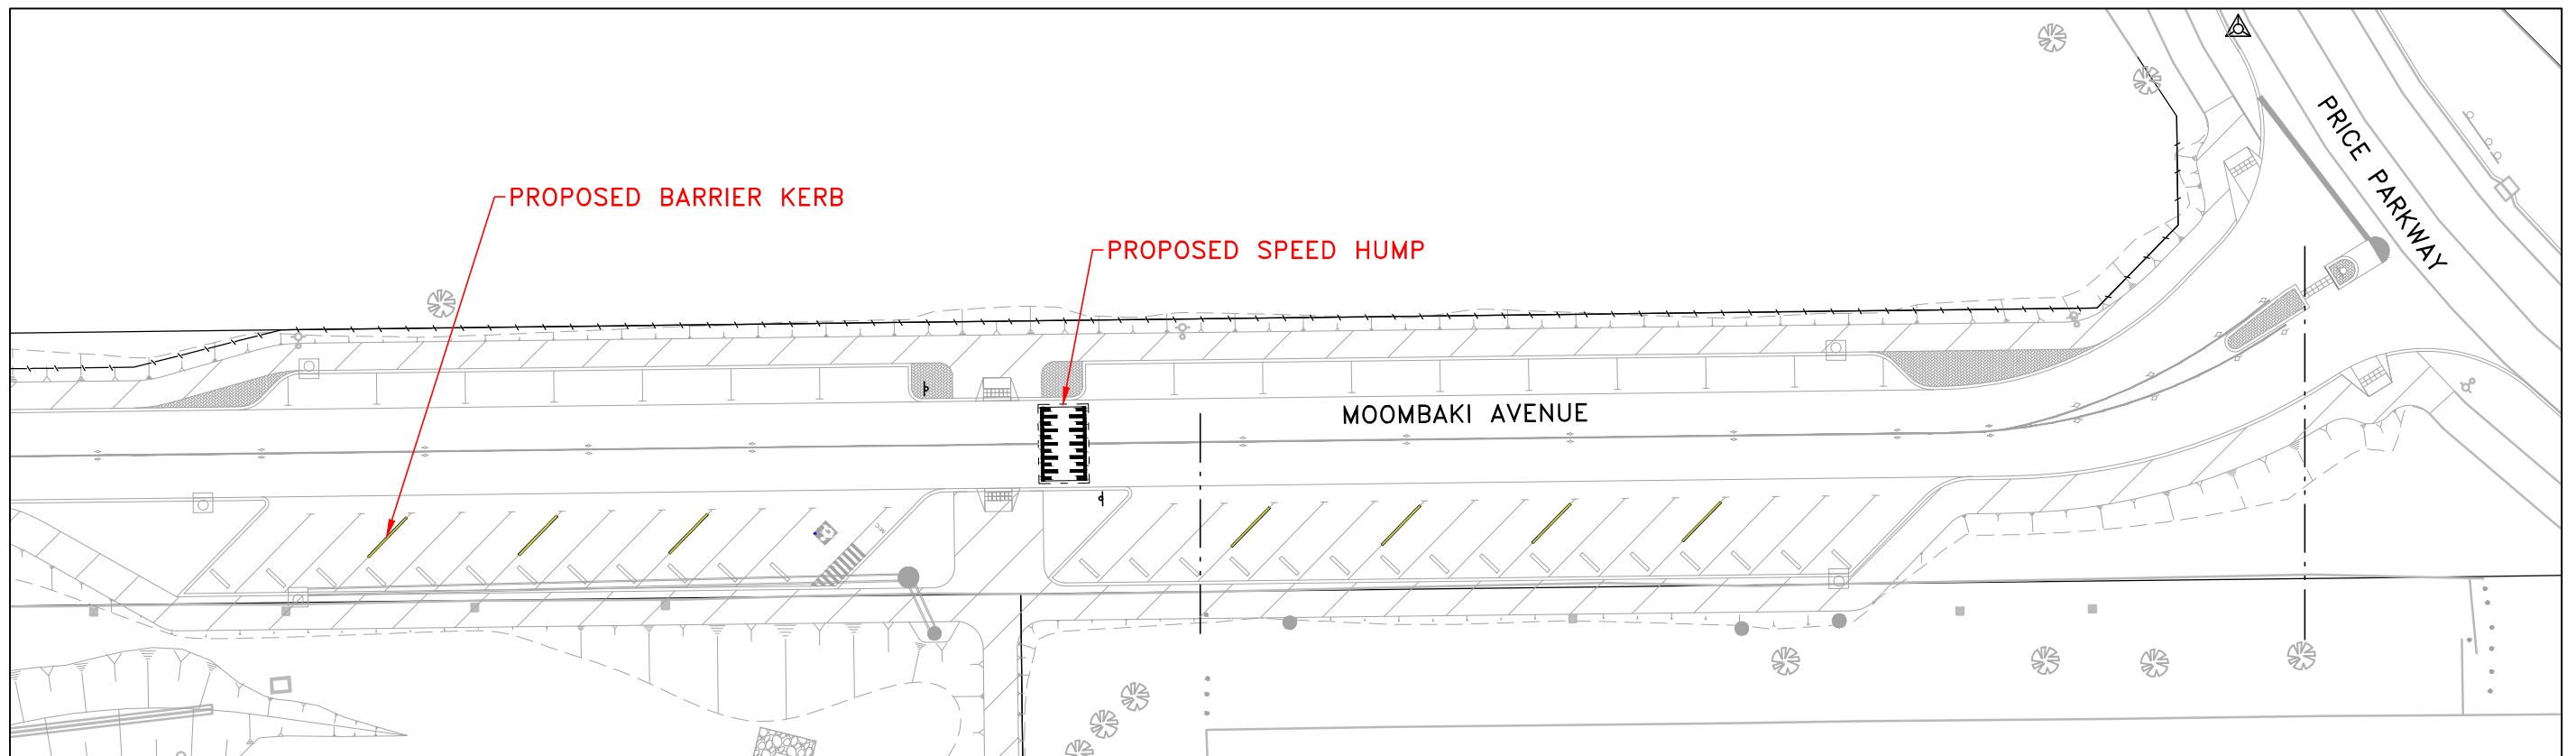 PRICE PARKWAY
PROPOSED BARRIER KERB
PROPOSED SPEED HUMP
MOOMBAKI AVENUE